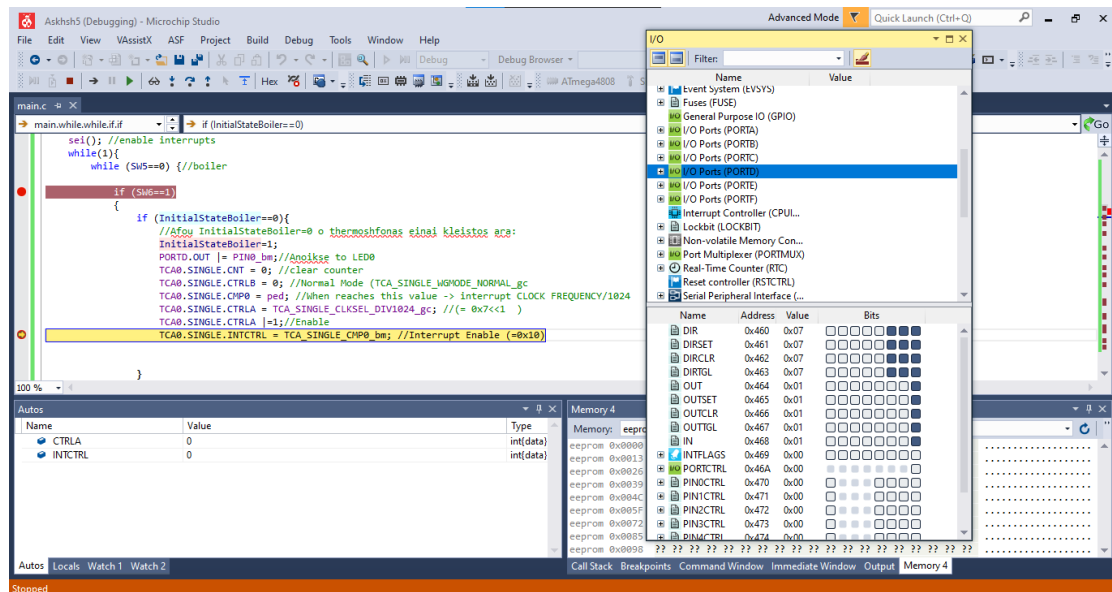 Askhsh5 (Debugging) - Microchip Studio
Advanced Mode
Quick Launch (Ctrl+Q)
File Edit View VAssistX ASF Project Build Debug Tools Window Help
Debug Debug Browser
Hex ATmega4808
main.c
main.while.while.if.if if (InitialStateBoiler==0) Go
sei(); //enable interrupts
while(1){
while (SW5==0) {//boiler
if (SW6==1)
{
if (InitialStateBoiler==0){
//Afou InitialStateBoiler=0 o thermoshfonas einai kleistos ara:
InitialStateBoiler=1;
PORTD.OUT |= PIN0_bm;//Anoikse to LED0
TCA0.SINGLE.CNT = 0; //clear counter
TCA0.SINGLE.CTRLB = 0; //Normal Mode (TCA_SINGLE_WGMODE_NORMAL_gc
TCA0.SINGLE.CMP0 = ped; //When reaches this value -> interrupt CLOCK FREQUENCY/1024
TCA0.SINGLE.CTRLA = TCA_SINGLE_CLKSEL_DIV1024_gc; //(= 0x7<<1 )
TCA0.SINGLE.CTRLA |=1;//Enable
TCA0.SINGLE.INTCTRL = TCA_SINGLE_CMP0_bm; //Interrupt Enable (=0x10)
}
100 %
I/O
Filter:
Name Value
Event System (EVSYS)
Fuses (FUSE)
General Purpose IO (GPIO)
I/O Ports (PORTA)
I/O Ports (PORTB)
I/O Ports (PORTC)
I/O Ports (PORTD)
I/O Ports (PORTE)
I/O Ports (PORTF)
Interrupt Controller (CPUI...
Lockbit (LOCKBIT)
Non-volatile Memory Con...
Port Multiplexer (PORTMUX)
Real-Time Counter (RTC)
Reset controller (RSTCTRL)
Serial Peripheral Interface (...
Name Address Value Bits
DIR 0x460 0x07
DIRSET 0x461 0x07
DIRCLR 0x462 0x07
DIRTGL 0x463 0x07
OUT 0x464 0x01
OUTSET 0x465 0x01
OUTCLR 0x466 0x01
OUTTGL 0x467 0x01
IN 0x468 0x01
INTFLAGS 0x469 0x00
PORTCTRL 0x46A 0x00
PIN0CTRL 0x470 0x00
PIN1CTRL 0x471 0x00
PIN2CTRL 0x472 0x00
PIN3CTRL 0x473 0x00
PIN4CTRL 0x474 0x00
Autos
Name Value Type
CTRLA 0 int{data}
INTCTRL 0 int{data}
Autos Locals Watch 1 Watch 2
Memory 4
Memory: eepro
eeprom 0x0000
eeprom 0x0013
eeprom 0x0026
eeprom 0x0039
eeprom 0x004C
eeprom 0x005F
eeprom 0x0072
eeprom 0x0085
eeprom 0x0098 ?? ?? ?? ?? ?? ?? ?? ?? ?? ?? ?? ?? ?? ?? ?? ?? ?? ?? ?? ...................
Call Stack Breakpoints Command Window Immediate Window Output Memory 4
Stopped